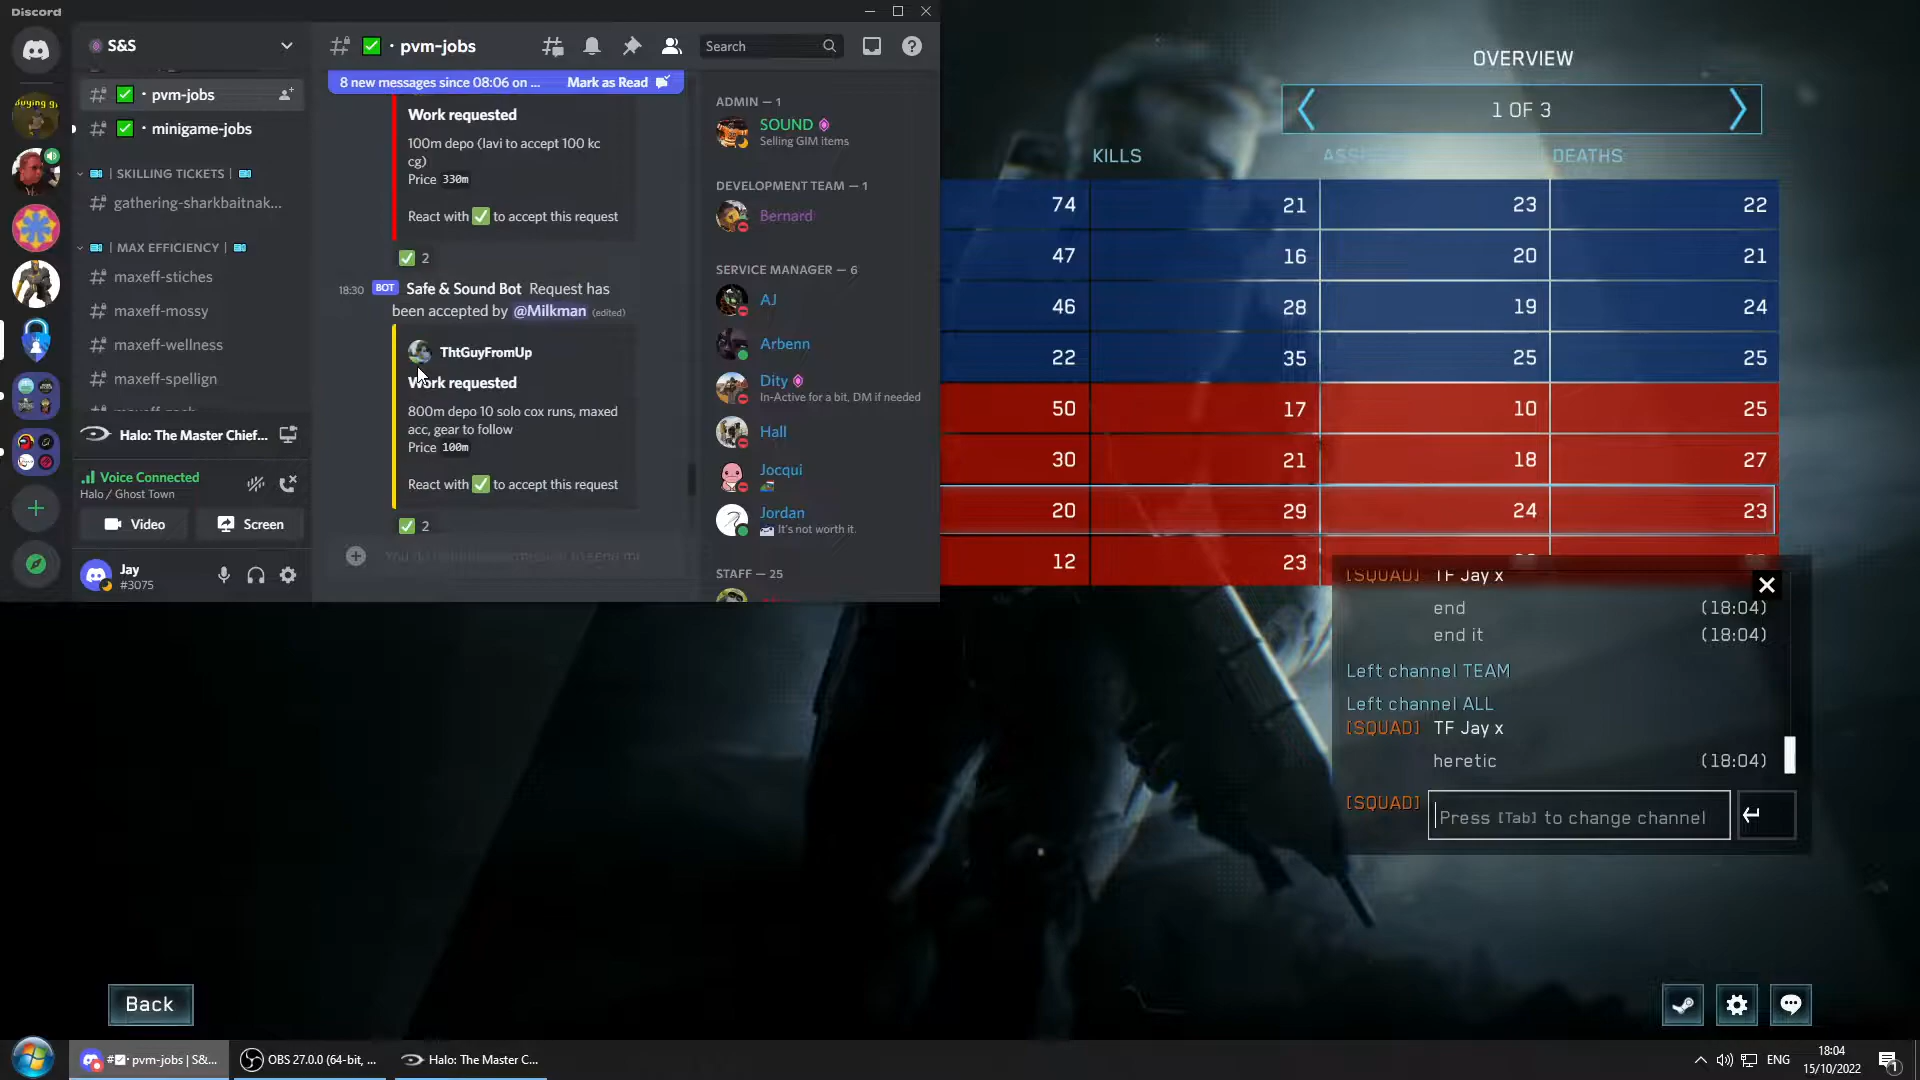 Discord
S&S
· pvm-jobs
· minigame-jobs
| SKILLING TICKETS |
gathering-sharkbaitnak...
| MAX EFFICIENCY |
maxeff-stiches
maxeff-mossy
maxeff-wellness
maxeff-spellign
Halo: The Master Chief...
Voice Connected
Halo / Ghost Town
Video
Screen
Jay
#3075
· pvm-jobs
Search
8 new messages since 08:06 on ...
Mark as Read
Work requested
100m depo (lavi to accept 100 kc
cg)
Price 330m
React with ✅ to accept this request
✅ 2
18:30 BOT Safe & Sound Bot Request has
been accepted by @Milkman (edited)
ThtGuyFromUp
Work requested
800m depo 10 solo cox runs, maxed
acc, gear to follow
Price 100m
React with ✅ to accept this request
✅ 2
ADMIN — 1
SOUND
Selling GIM items
DEVELOPMENT TEAM — 1
Bernard
SERVICE MANAGER — 6
AJ
Arbenn
Dity
In-Active for a bit, DM if needed
Hall
Jocqui
Jordan
It's not worth it.
STAFF — 25
OVERVIEW
1 OF 3
KILLS DEATHS
74 21 23 22
47 16 20 21
46 28 19 24
22 35 25 25
50 17 10 25
30 21 18 27
20 29 24 23
12 23
[SQUAD] TF Jay x
end (18:04)
end it (18:04)
Left channel TEAM
Left channel ALL
[SQUAD] TF Jay x
heretic (18:04)
[SQUAD] Press [Tab] to change channel
Back
#✅· pvm-jobs | S&...
OBS 27.0.0 (64-bit, ...
Halo: The Master C...
ENG
18:04
15/10/2022
1